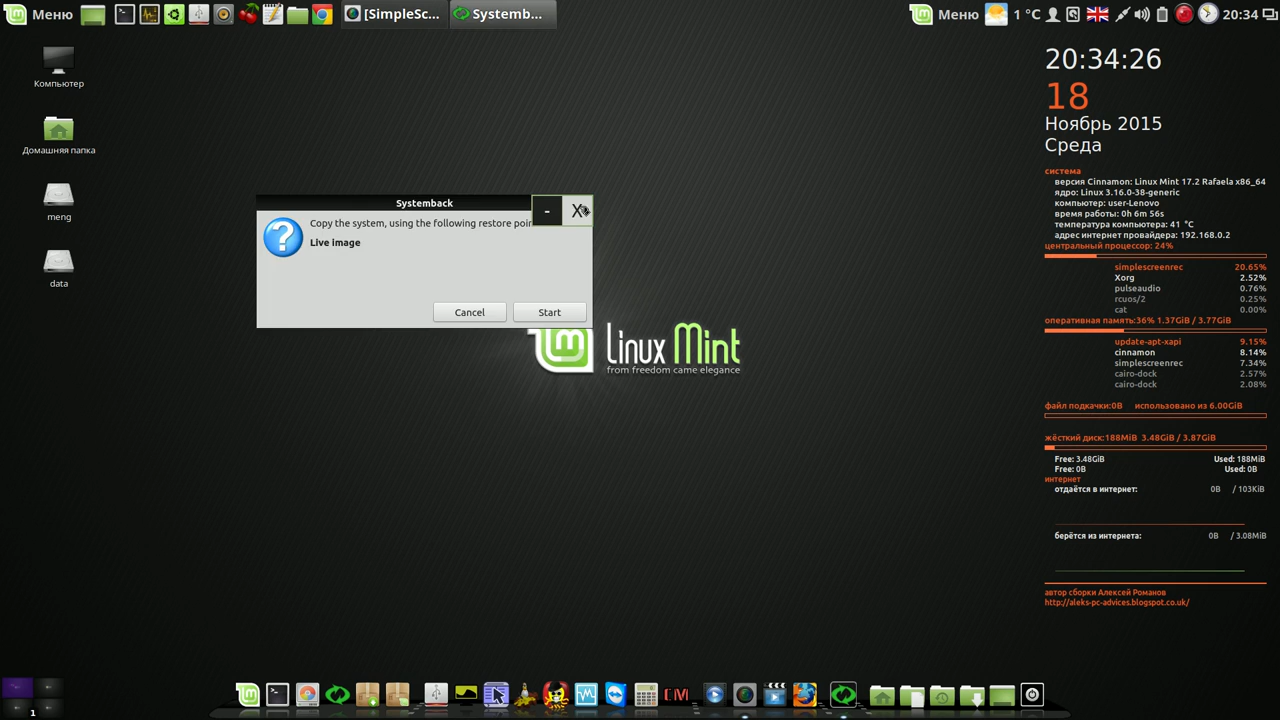 Меню
[SimpleSc...
Systemb...
Меню
1 °C
20:34
Компьютер
Домашняя папка
meng
data
Systemback
-
X
Copy the system, using the following restore poin
Live image
Cancel
Start
Linux Mint
from freedom came elegance
20:34:26
18
Ноябрь 2015
Среда
система
версия Cinnamon: Linux Mint 17.2 Rafaela x86_64
ядро: Linux 3.16.0-38-generic
компьютер: user-Lenovo
время работы: 0h 6m 56s
температура компьютера: 41 °C
адрес интернет провайдера: 192.168.0.2
центральный процессор: 24%
simplescreenrec 20.65%
Xorg 2.52%
pulseaudio 0.76%
rcuos/2 0.25%
cat 0.00%
оперативная память:36% 1.37GiB / 3.77GiB
update-apt-xapi 9.15%
cinnamon 8.14%
simplescreenrec 7.34%
cairo-dock 2.57%
cairo-dock 2.08%
файл подкачки:0B использовано из 6.00GiB
жёсткий диск:188MiB 3.48GiB / 3.87GiB
Free: 3.48GiB Used: 188MiB
Free: 0B Used: 0B
интернет
отдаётся в интернет: 0B / 103KiB
берётся из интернета: 0B / 3.08MiB
автор сборки Алексей Романов
http://aleks-pc-advices.blogspot.co.uk/
1